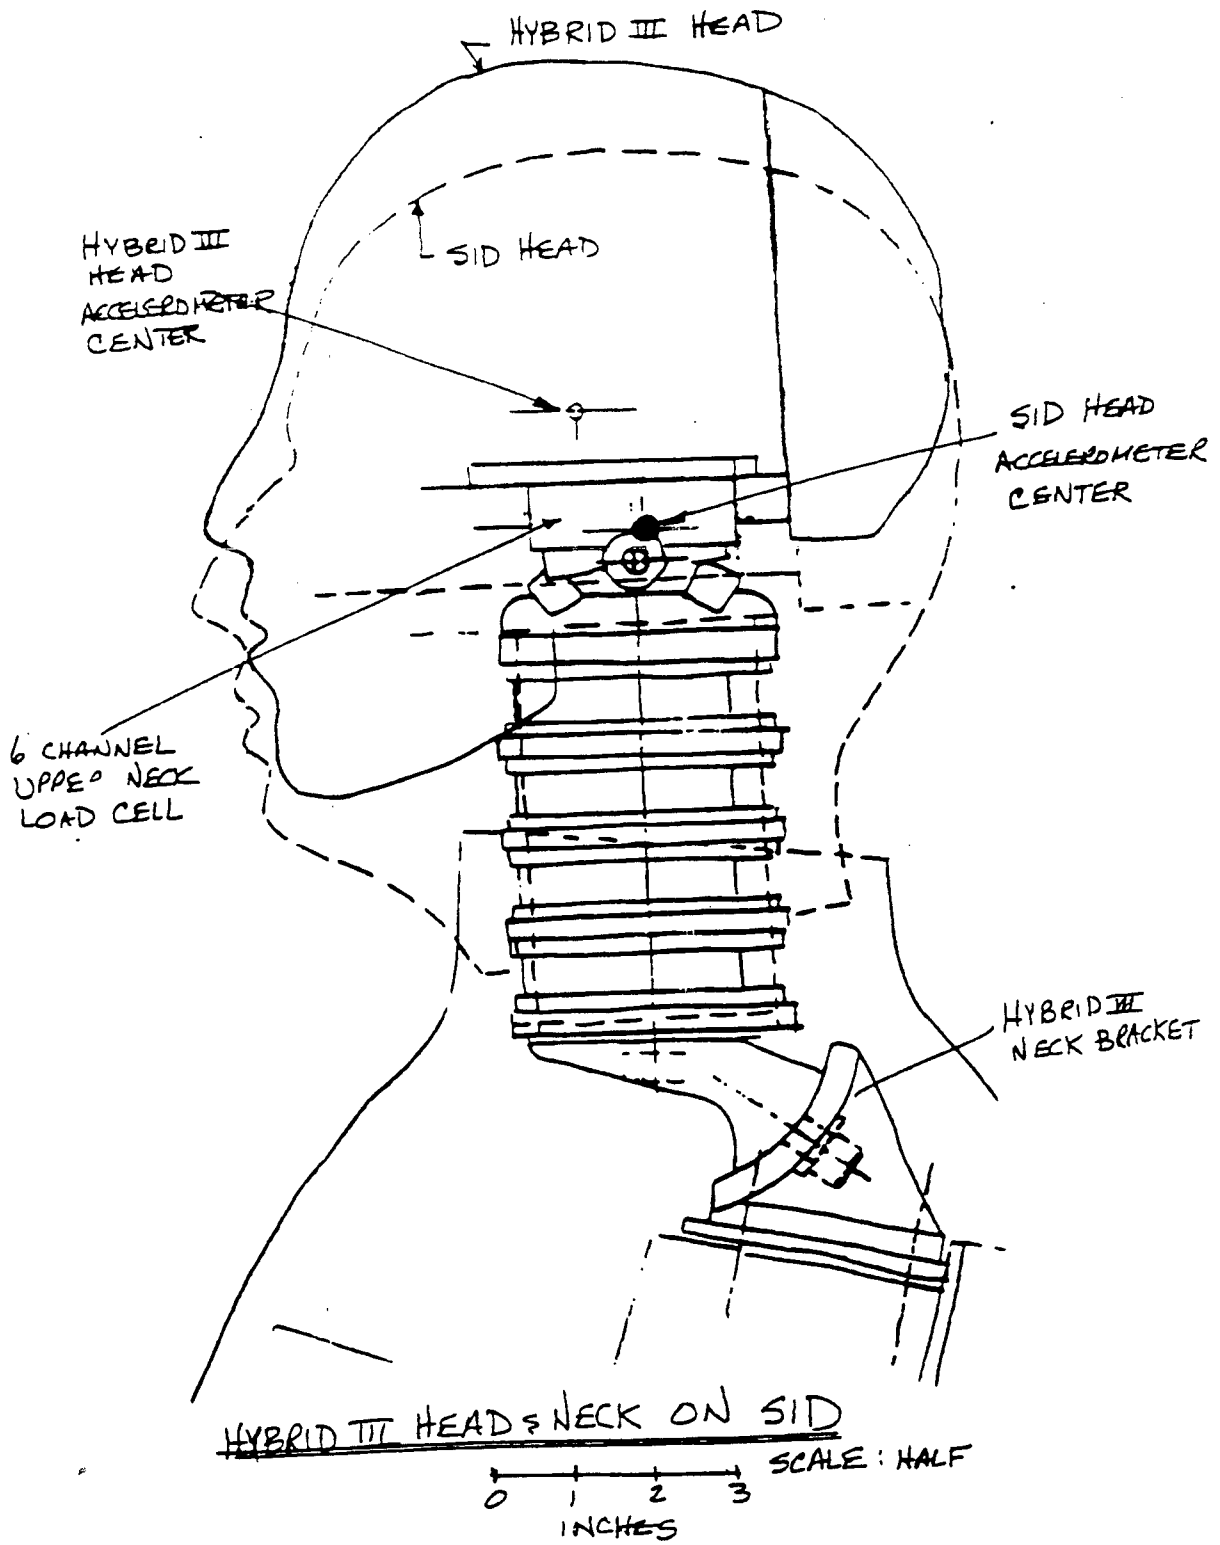 HYBRID III HEAD
HYBRID III
HEAD
ACCELEROMETER
CENTER
SID HEAD
SID HEAD
ACCELEROMETER
CENTER
6 CHANNEL
UPPER NECK
LOAD CELL
HYBRID III
NECK BRACKET
HYBRID III HEAD & NECK ON SID
SCALE: HALF
0 1 2 3
INCHES